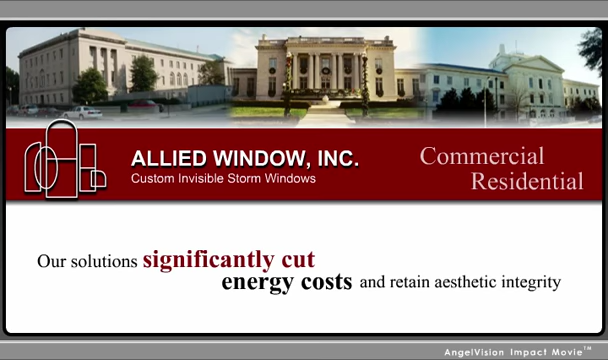 ALLIED WINDOW, INC.
Custom Invisible Storm Windows
Commercial
Residential
Our solutions significantly cut
energy costs and retain aesthetic integrity
AngelVision Impact Movie™